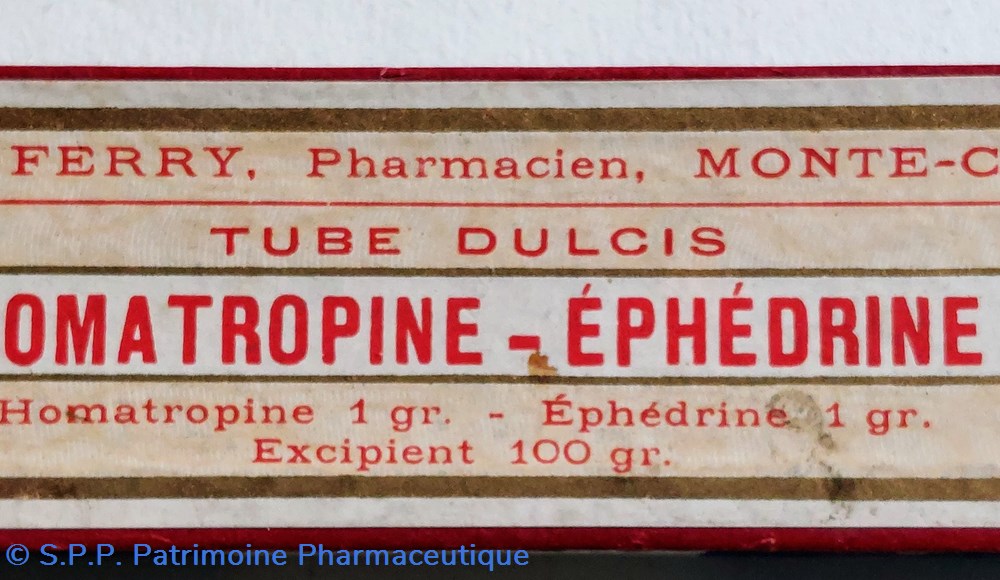 FERRY, Pharmacien, MONTE-C
TUBE DULCIS
OMATROPINE - ÉPHÉDRINE
Homatropine 1 gr. - Éphédrine 1 gr.
Excipient 100 gr.
© S.P.P. Patrimoine Pharmaceutique